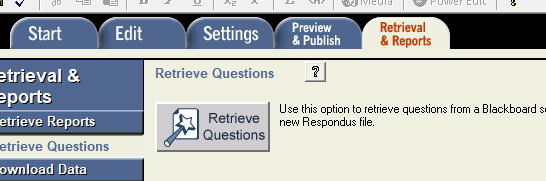 Media Power Edit
Start Edit Settings Preview & Publish Retrieval & Reports
etrieval &
eports
etrieve Reports
etrieve Questions
ownload Data
Retrieve Questions ?
Retrieve
Questions
Use this option to retrieve questions from a Blackboard s
new Respondus file.